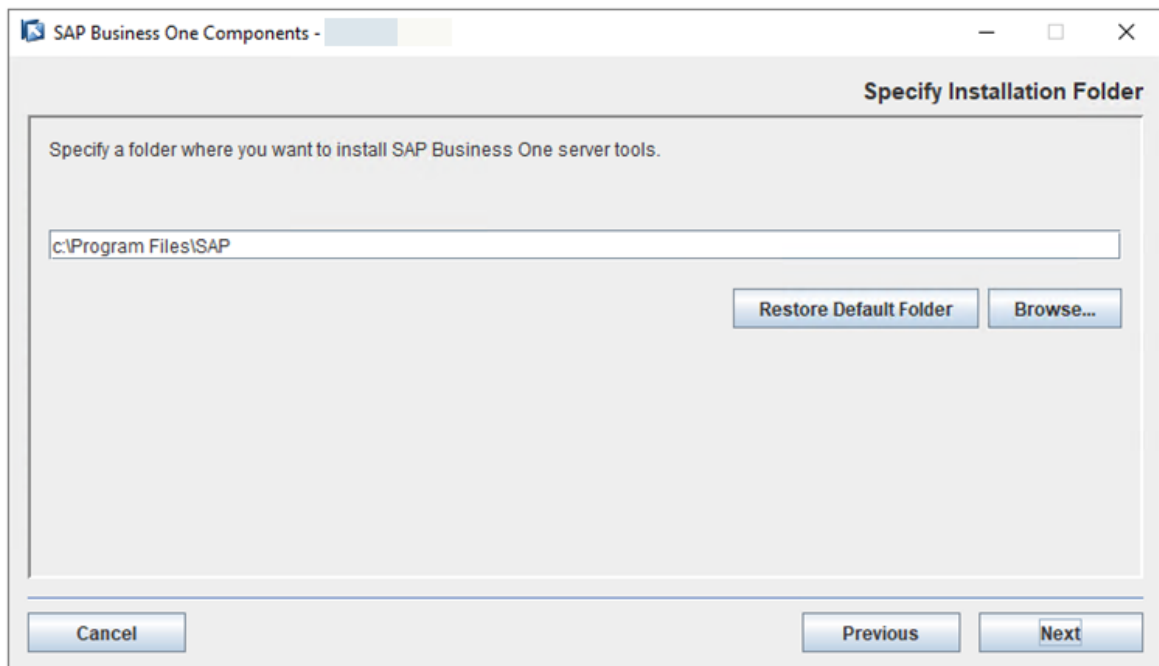 SAP Business One Components -
Specify Installation Folder
Specify a folder where you want to install SAP Business One server tools.
c:\Program Files\SAP
Restore Default Folder Browse...
Cancel Previous Next